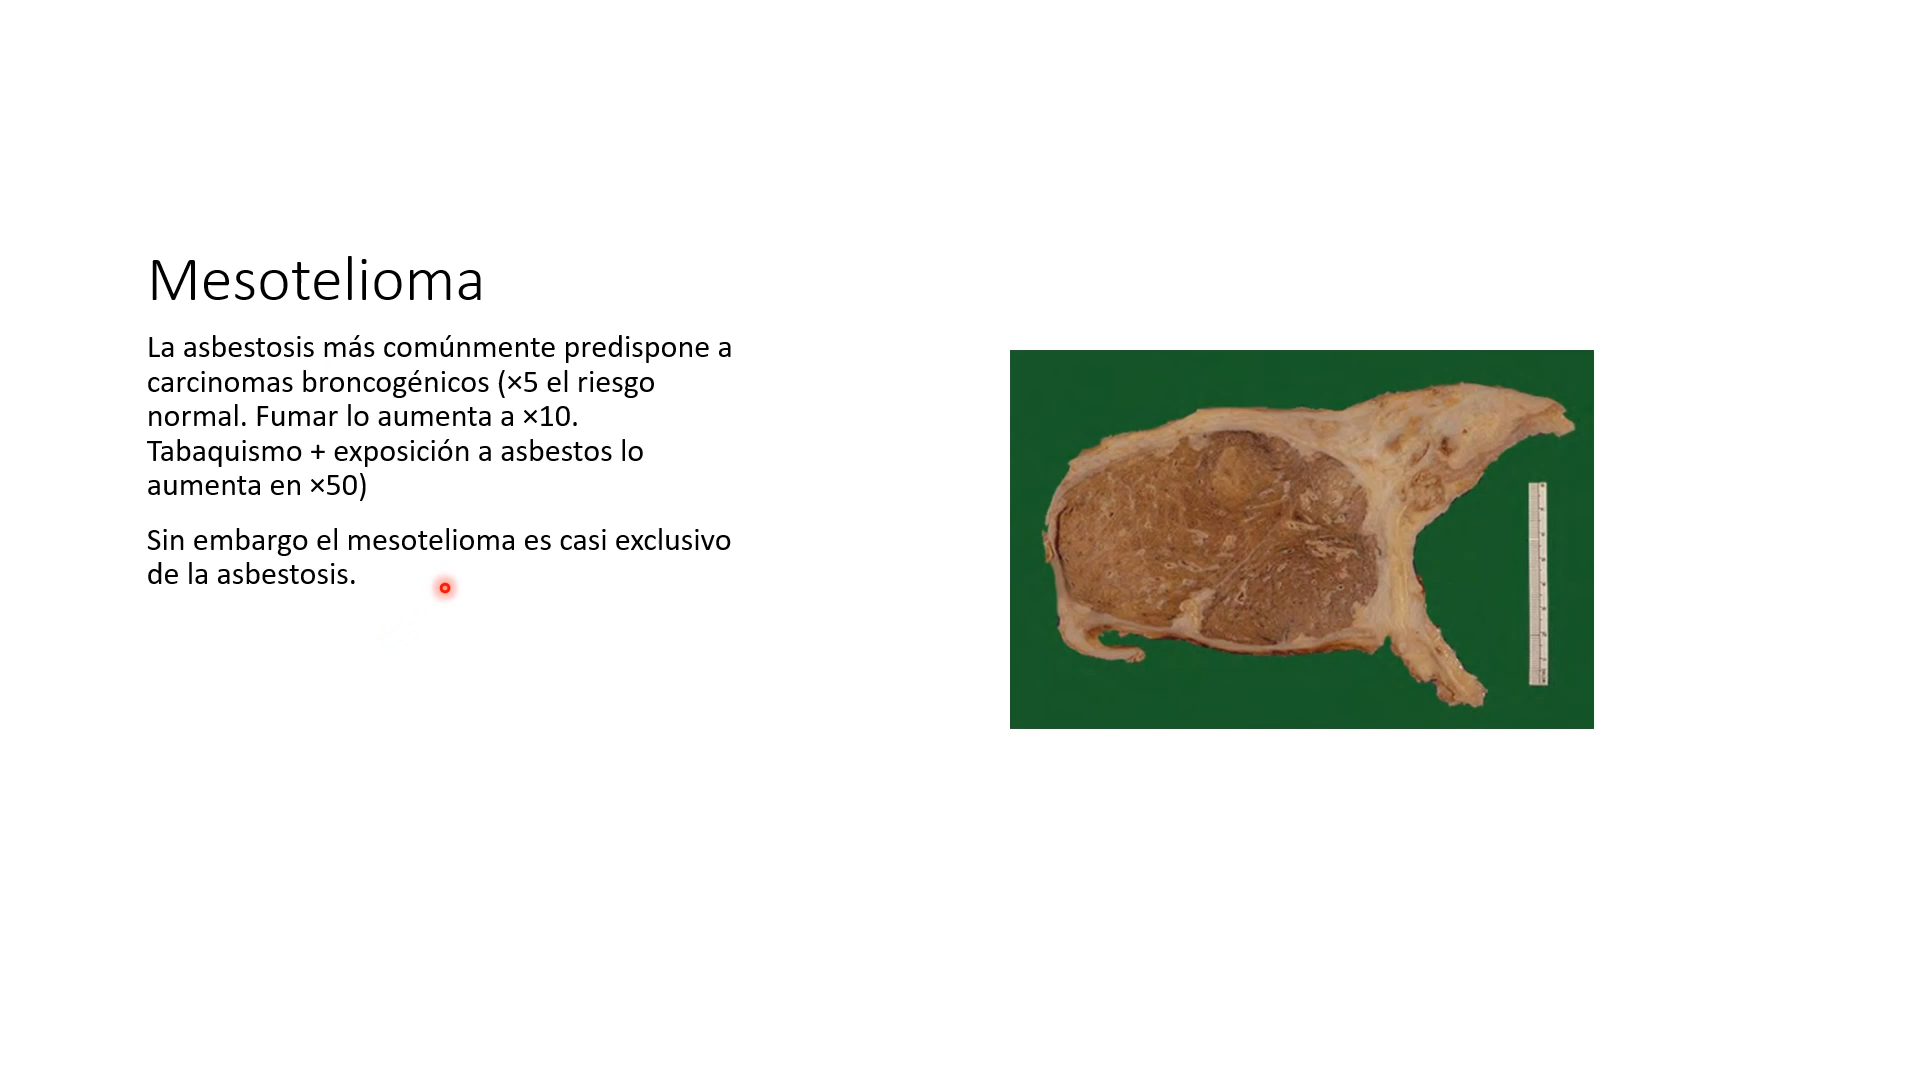 Mesotelioma
La asbestosis más comúnmente predispone a
carcinomas broncogénicos (×5 el riesgo
normal. Fumar lo aumenta a ×10.
Tabaquismo + exposición a asbestos lo
aumenta en ×50)
Sin embargo el mesotelioma es casi exclusivo
de la asbestosis.